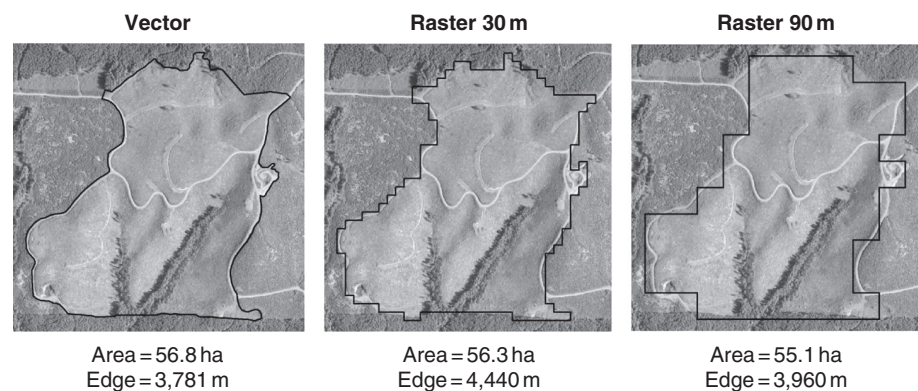 Vector
Raster 30 m
Raster 90 m
Area = 56.8 ha
Edge = 3,781 m
Area = 56.3 ha
Edge = 4,440 m
Area = 55.1 ha
Edge = 3,960 m